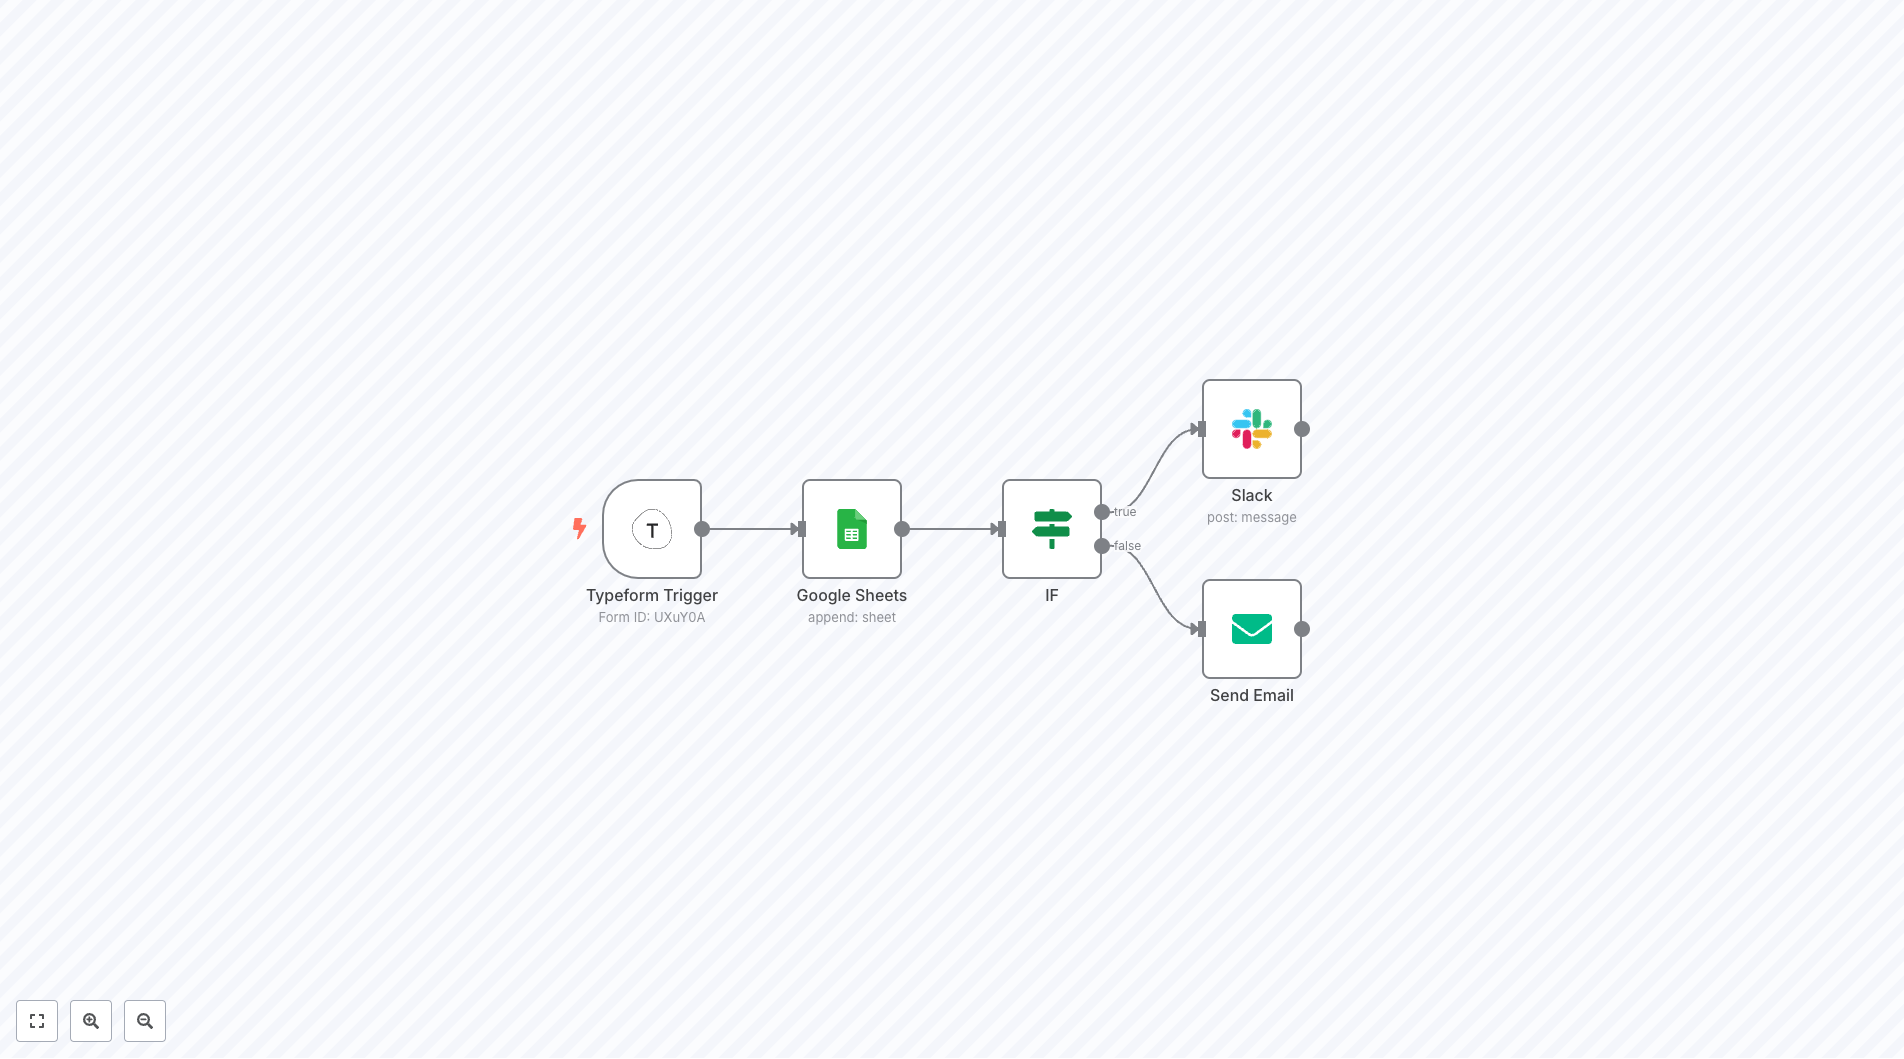 T
Typeform Trigger
Form ID: UXuY0A
Google Sheets
append: sheet
IF
true
false
Slack
post: message
Send Email